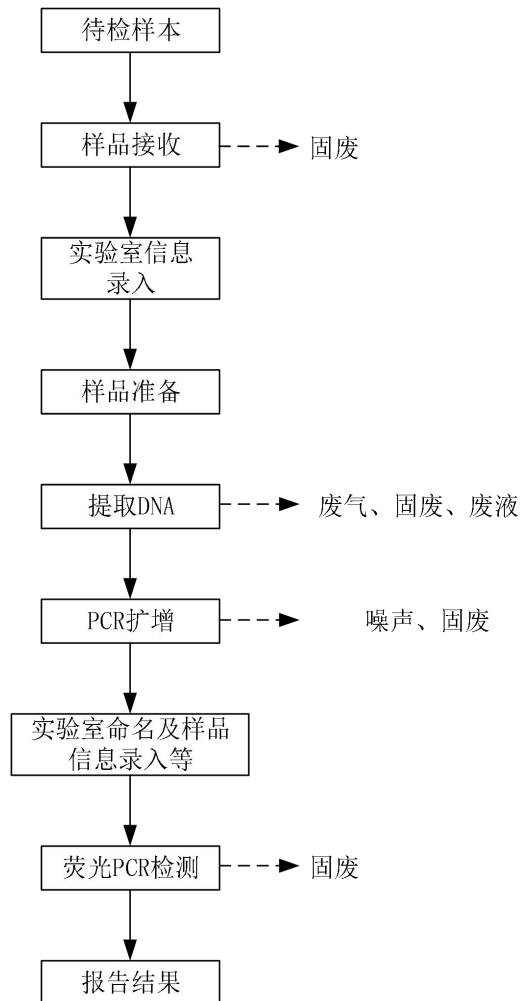 待检样本
样品接收
固废
实验室信息
录入
样品准备
提取DNA
废气、固废、废液
PCR扩增
噪声、固废
实验室命名及样品
信息录入等
荧光PCR检测
固废
报告结果